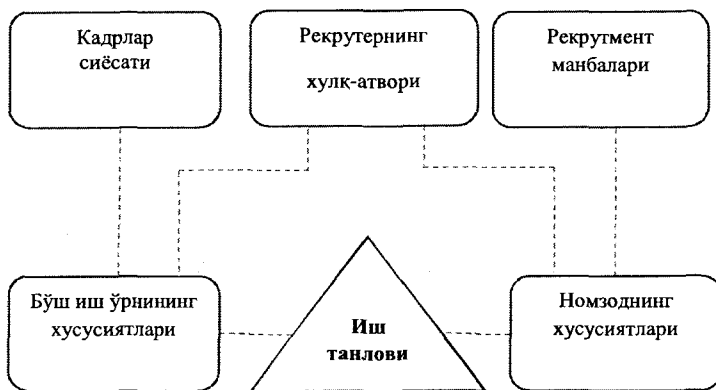 Кадрлар
сиёсати
Рекрутернинг
хулқ-атвори
Рекрутмент
манбалари
Бўш иш ўрнининг
хусусиятлари
Иш
танлови
Номзоднинг
хусусиятлари